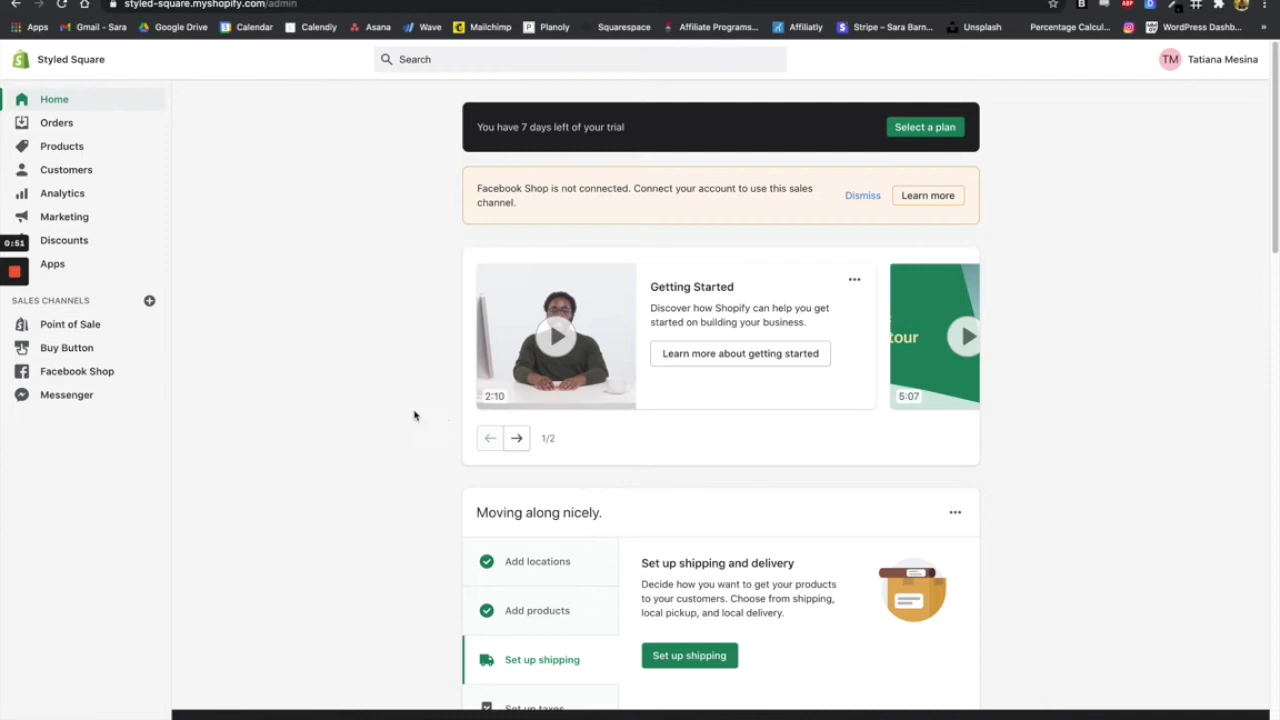 styled-square.myshopify.com/admin
Apps
Gmail - Sara
Google Drive
Calendar
Calendly
Asana
Wave
Mailchimp
Planoly
Squarespace
Affiliate Programs...
Affiliatly
Stripe – Sara Barn...
Unsplash
Percentage Calcul...
WordPress Dashb...
»
Styled Square
Search
TM
Tatiana Mesina
Home
Orders
Products
Customers
Analytics
Marketing
Discounts
Apps
0:51
SALES CHANNELS
Point of Sale
Buy Button
Facebook Shop
Messenger
You have 7 days left of your trial
Select a plan
Facebook Shop is not connected. Connect your account to use this sales
channel.
Dismiss
Learn more
Getting Started
Discover how Shopify can help you get
started on building your business.
Learn more about getting started
2:10
tour
5:07
1/2
Moving along nicely.
Add locations
Add products
Set up shipping
Set up taxes
Set up shipping and delivery
Decide how you want to get your products
to your customers. Choose from shipping,
local pickup, and local delivery.
Set up shipping